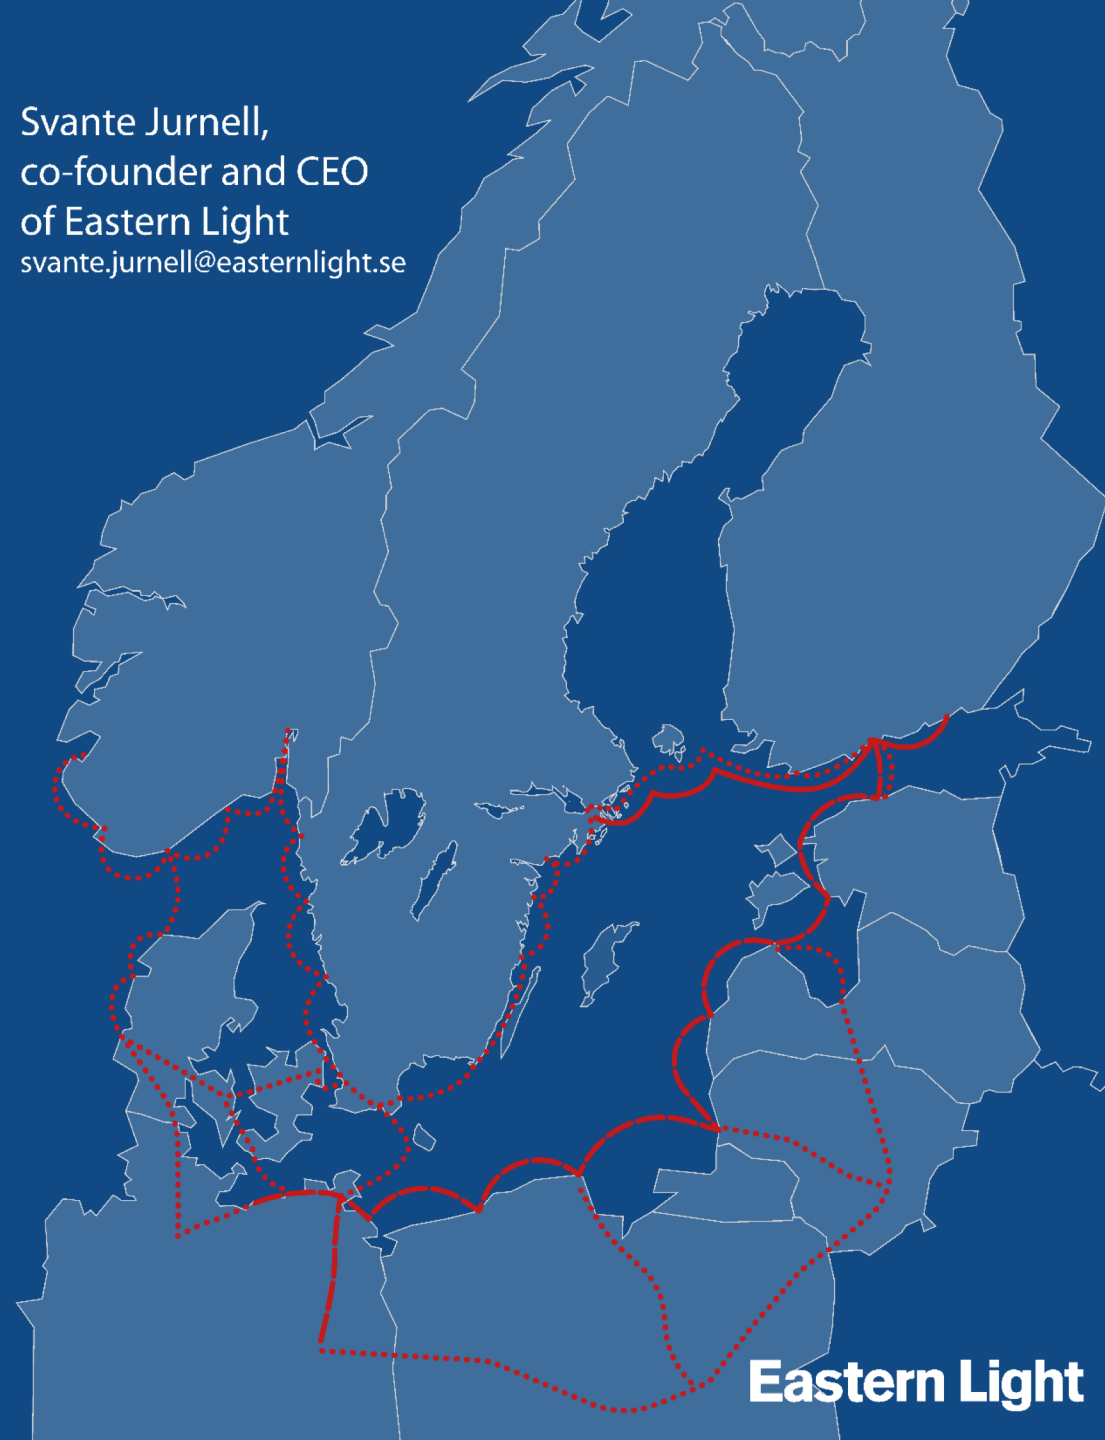 Svante Jurnell,
co-founder and CEO
of Eastern Light
svante.jurnell@easternlight.se
Eastern Light